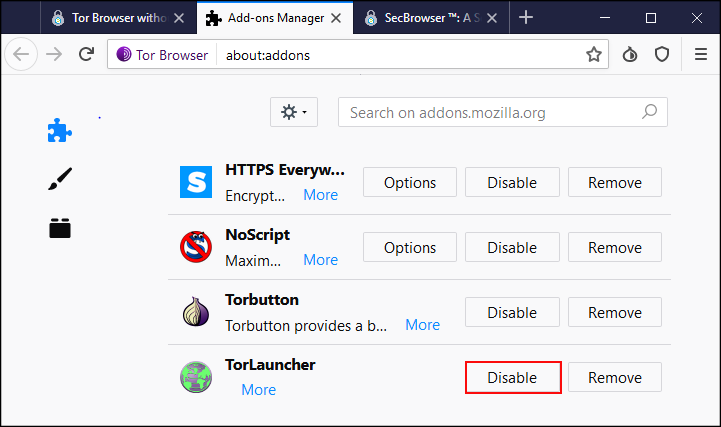 Tor Browser witho
Add-ons Manager
SecBrowser ™: A S
Tor Browser
about:addons
Search on addons.mozilla.org
HTTPS Everyw...
Encrypt... More
Options
Disable
Remove
NoScript
Maxim... More
Options
Disable
Remove
Torbutton
Torbutton provides a b... More
Disable
Remove
TorLauncher
More
Disable
Remove